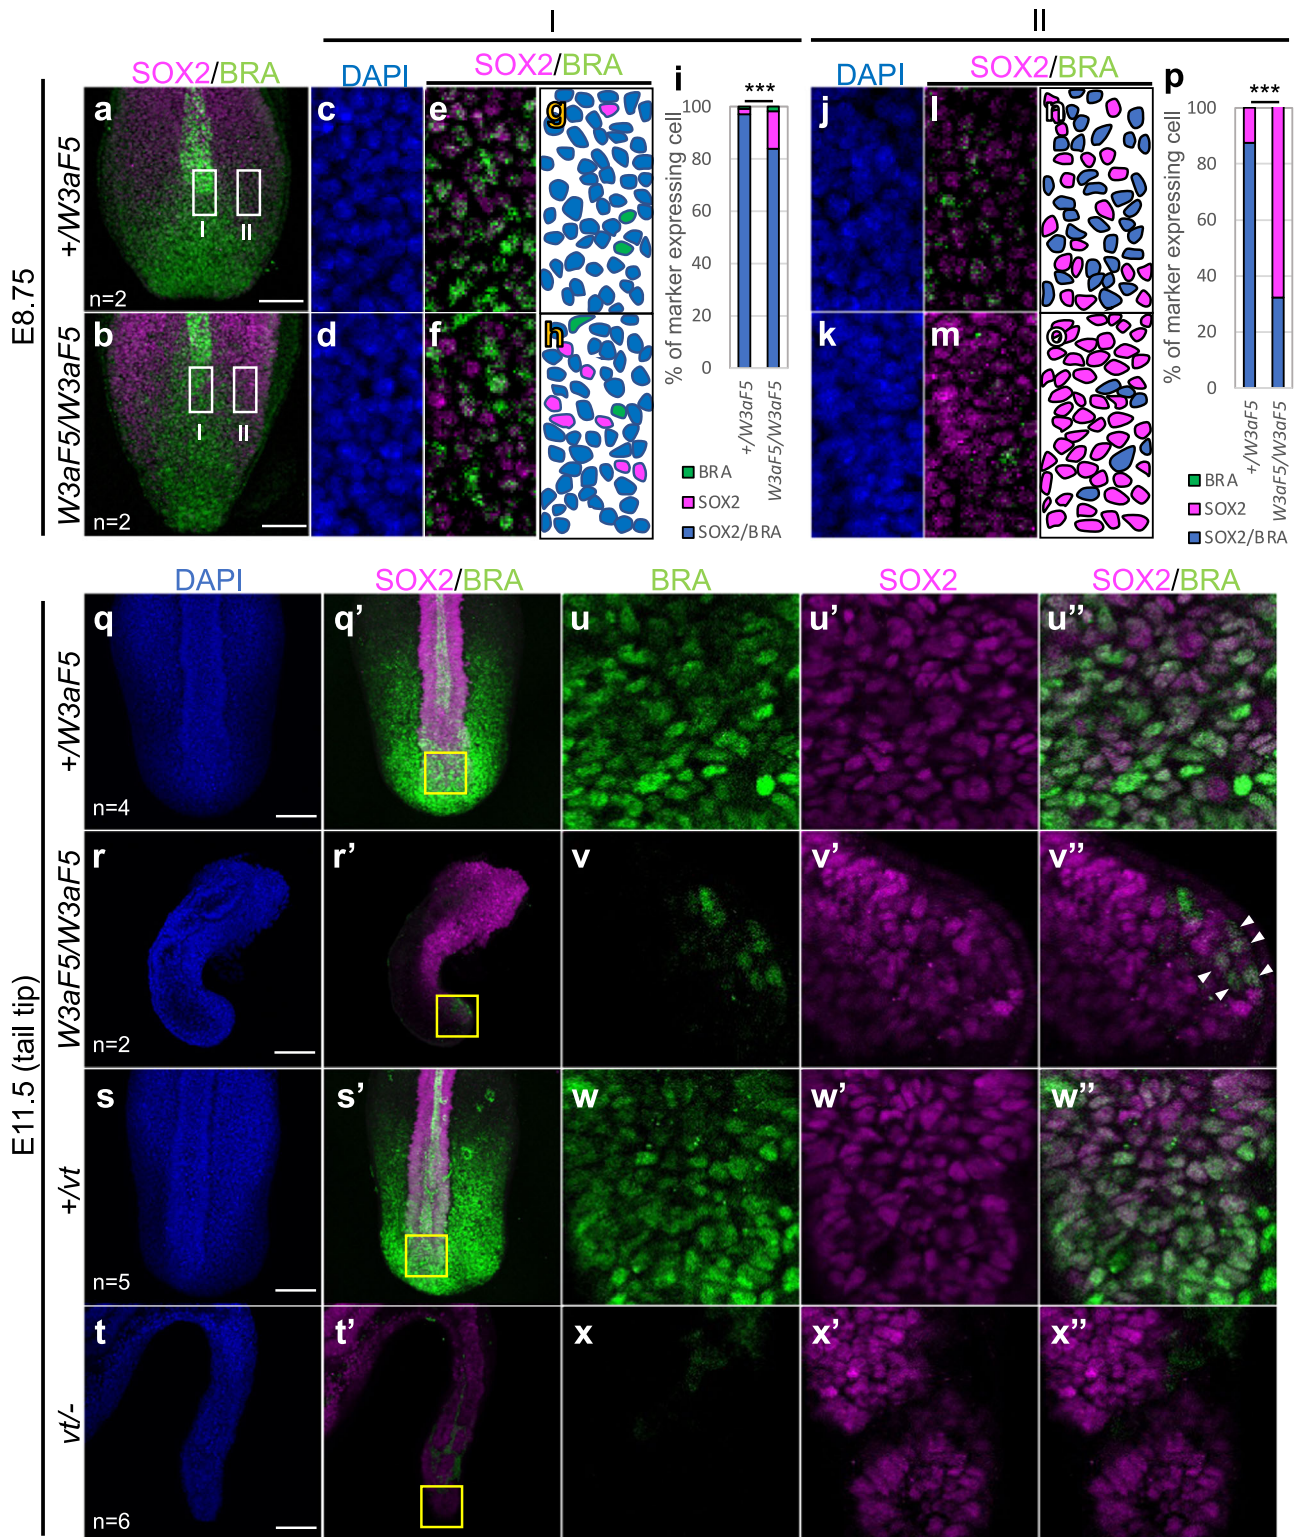 I
II
SOX2/BRA
DAPI
SOX2/BRA
DAPI
SOX2/BRA
E8.75
+/W3aF5
a
I
II
n=2
c
e
g
i
***
% of marker expressing cell
100
80
60
40
20
0
+/W3aF5
W3aF5/W3aF5
BRA
SOX2
SOX2/BRA
j
l
n
p
***
% of marker expressing cell
100
80
60
40
20
0
+/W3aF5
W3aF5/W3aF5
BRA
SOX2
SOX2/BRA
W3aF5/W3aF5
b
I
II
n=2
d
f
h
k
m
o
DAPI
SOX2/BRA
BRA
SOX2
SOX2/BRA
E11.5 (tail tip)
+/W3aF5
q
n=4
q’
u
u’
u’’
W3aF5/W3aF5
r
n=2
r’
v
v’
v’’
+/vt
s
n=5
s’
w
w’
w’’
vt/-
t
n=6
t’
x
x’
x’’